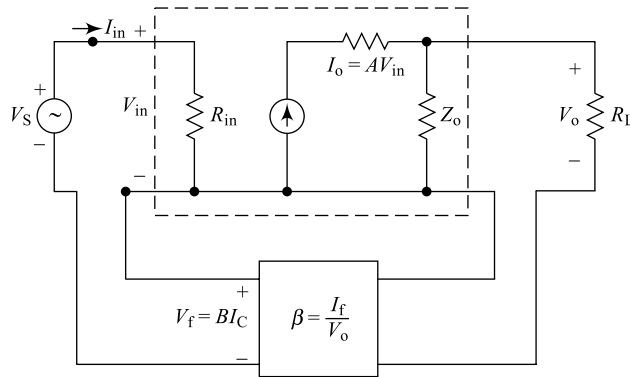 I_in
+
I_o = AV_in
+
V_S
~
+
−
V_in
R_in
−
Z_o
+
V_o
−
R_L
+
V_f = BI_C
−
β = I_f / V_o